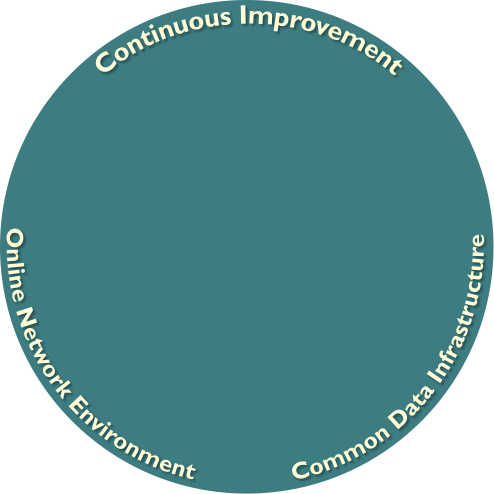 Continuous Improvement
Online Network Environment
Common Data Infrastructure